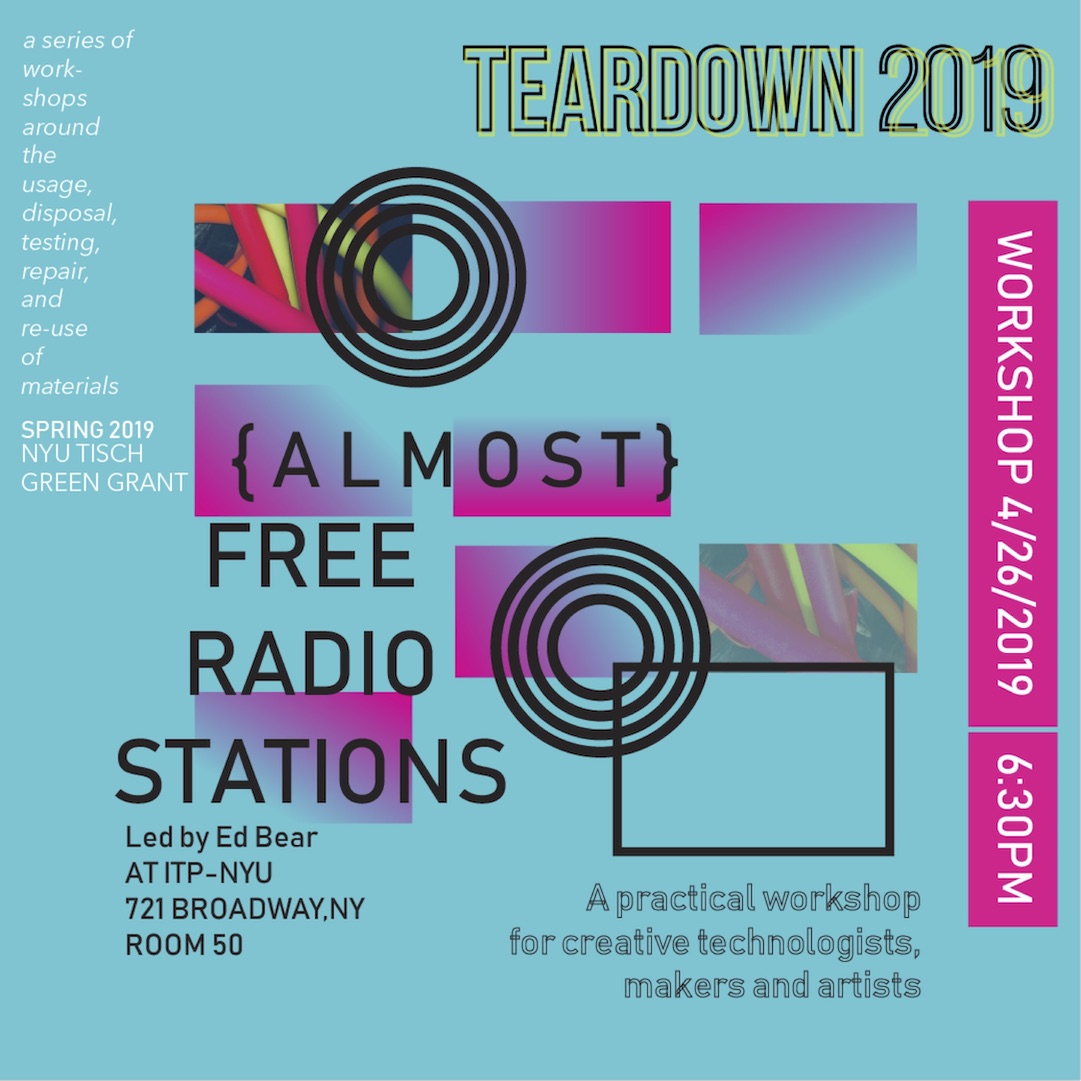 a series of
work-
shops
around
the
usage,
disposal,
testing,
repair,
and
re-use
of
materials
SPRING 2019
NYU TISCH
GREEN GRANT
TEARDOWN 2019
{ALMOST}
FREE
RADIO
STATIONS
Led by Ed Bear
AT ITP-NYU
721 BROADWAY,NY
ROOM 50
A practical workshop
for creative technologists,
makers and artists
WORKSHOP 4/26/2019
6:30PM